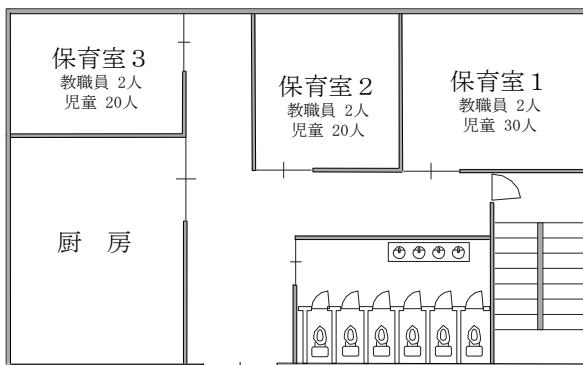 保育室3
教職員 2人
児童 20人
保育室2
教職員 2人
児童 20人
保育室1
教職員 2人
児童 30人
厨 房